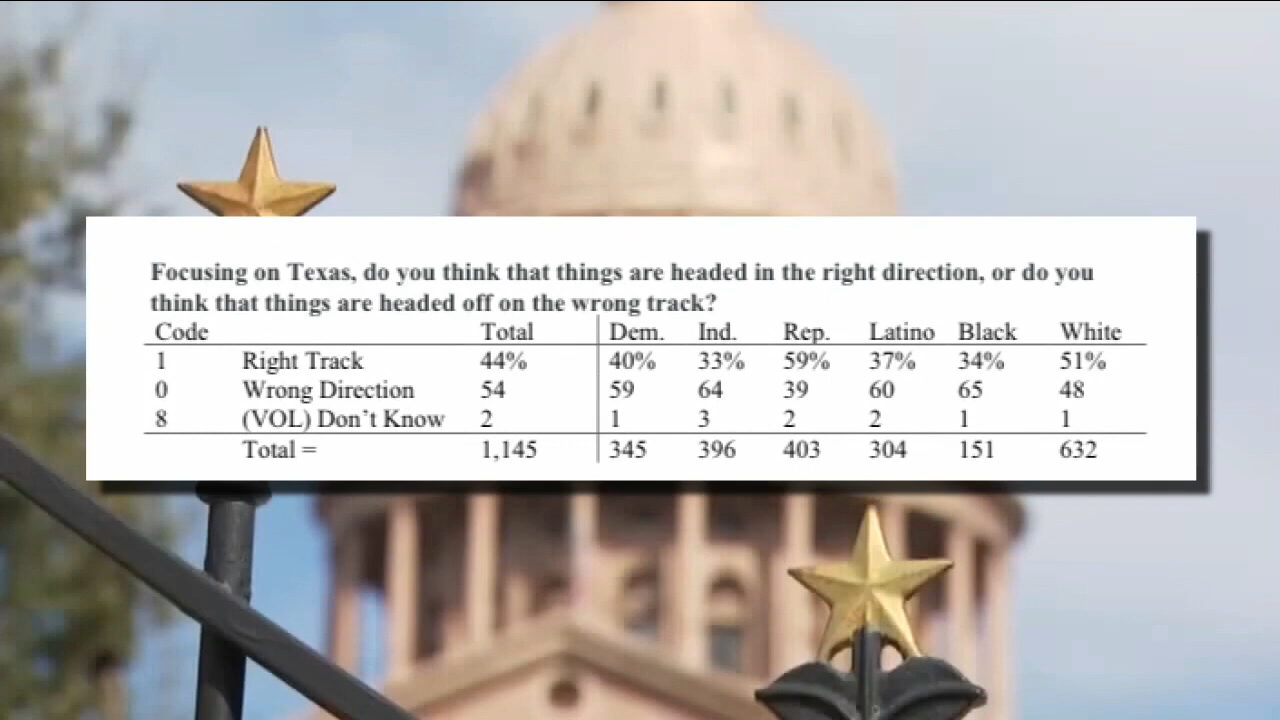 Focusing on Texas, do you think that things are headed in the right direction, or do you
think that things are headed off on the wrong track?
Code Total Dem. Ind. Rep. Latino Black White
1 Right Track 44% 40% 33% 59% 37% 34% 51%
0 Wrong Direction 54 59 64 39 60 65 48
8 (VOL) Don't Know 2 1 3 2 2 1 1
Total = 1,145 345 396 403 304 151 632